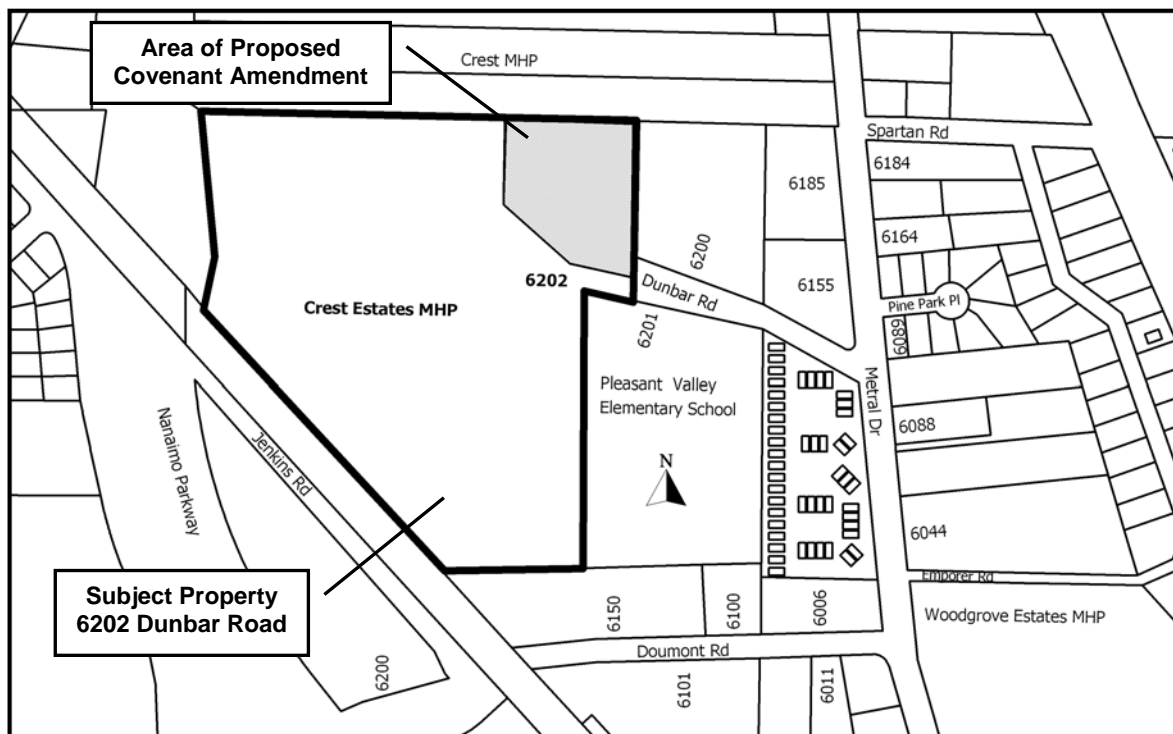 Area of Proposed
Covenant Amendment
Crest MHP
Spartan Rd
6184
6185
6164
6200
Dunbar Rd
6202
6155
Pine Park Pl
Crest Estates MHP
6201
6089
Pleasant Valley
Elementary School
Metral Dr
6088
Nanaimo Parkway
Jenkins Rd
N
6044
Emporer Rd
Subject Property
6202 Dunbar Road
6150
6100
6006
Woodgrove Estates MHP
Doumont Rd
6200
6101
6011